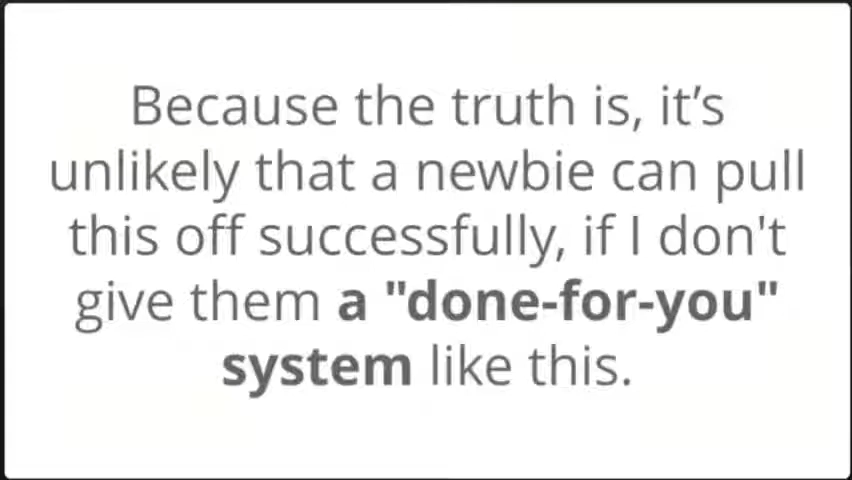 Because the truth is, it’s
unlikely that a newbie can pull
this off successfully, if I don't
give them a "done-for-you"
system like this.